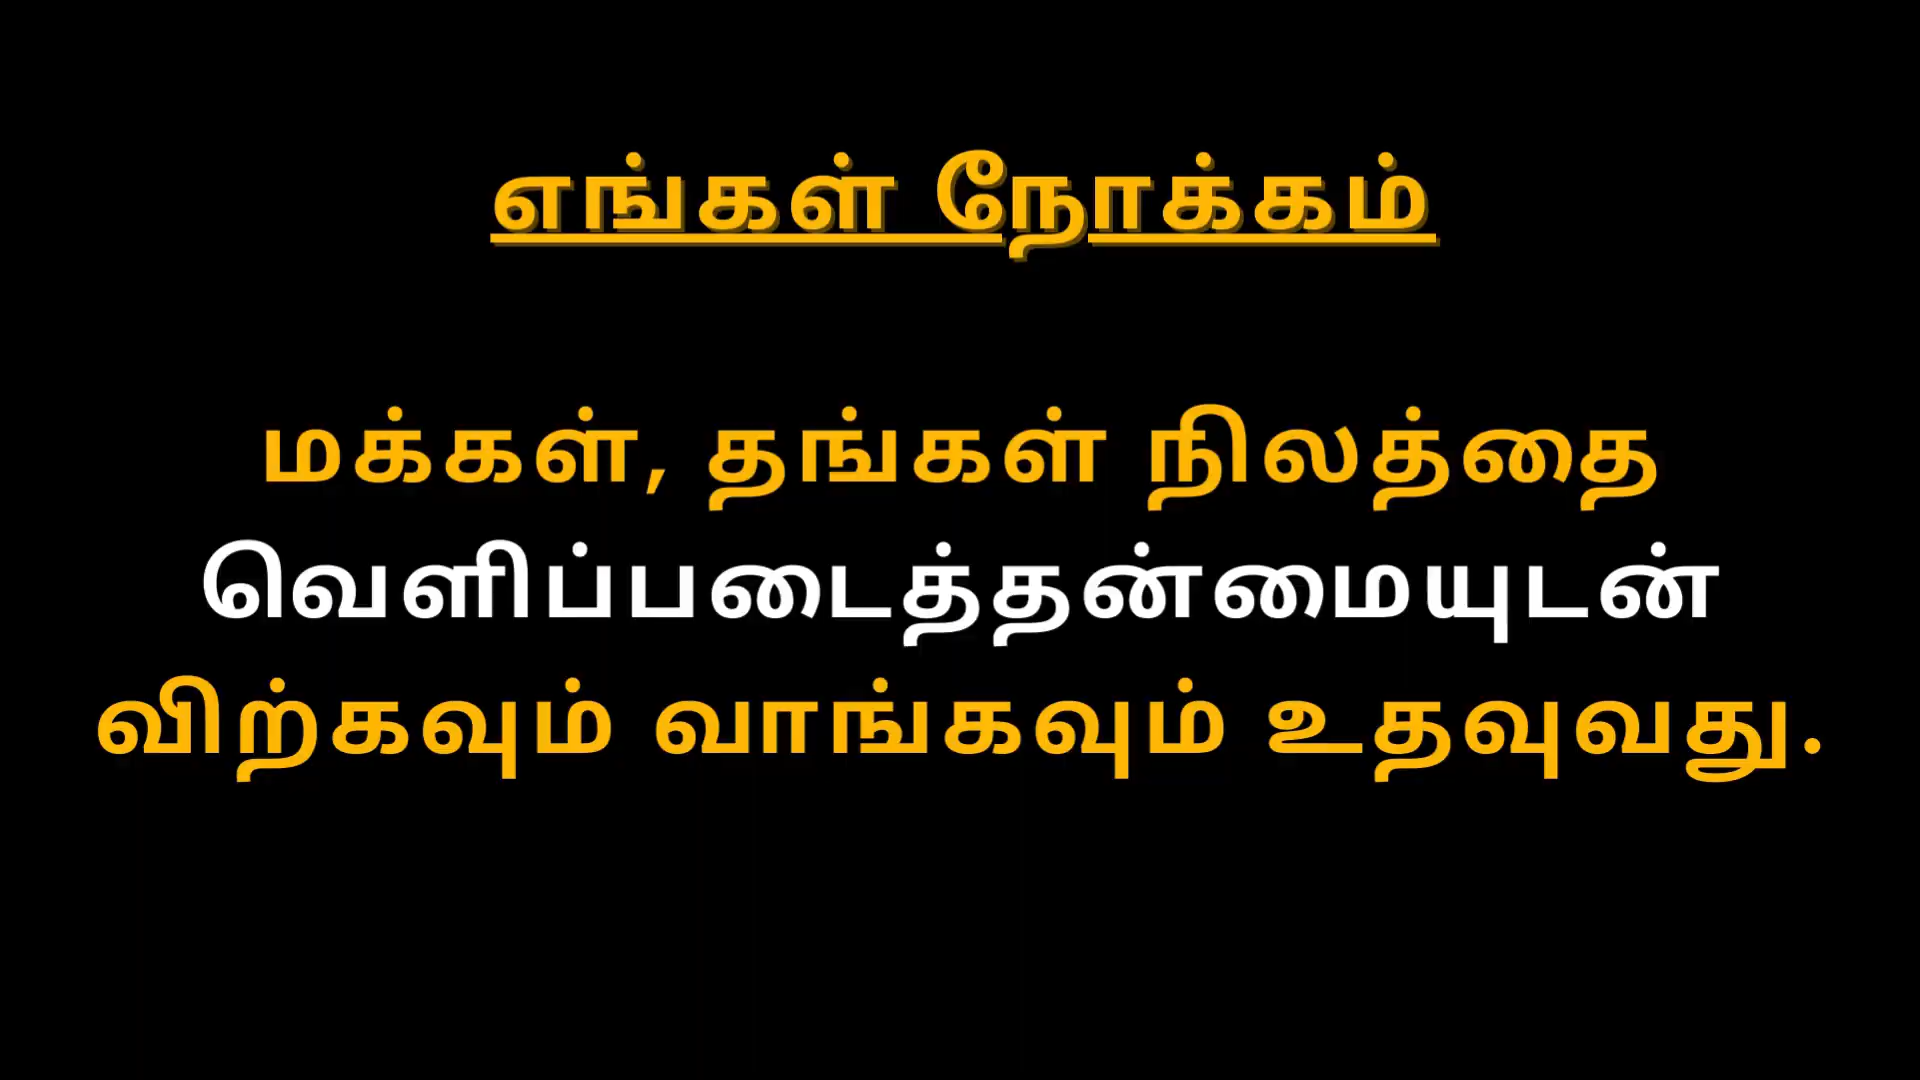 எங்கள் நோக்கம்
மக்கள், தங்கள் நிலத்தை
வெளிப்படைத்தன்மையுடன்
விற்கவும் வாங்கவும் உதவுவது.